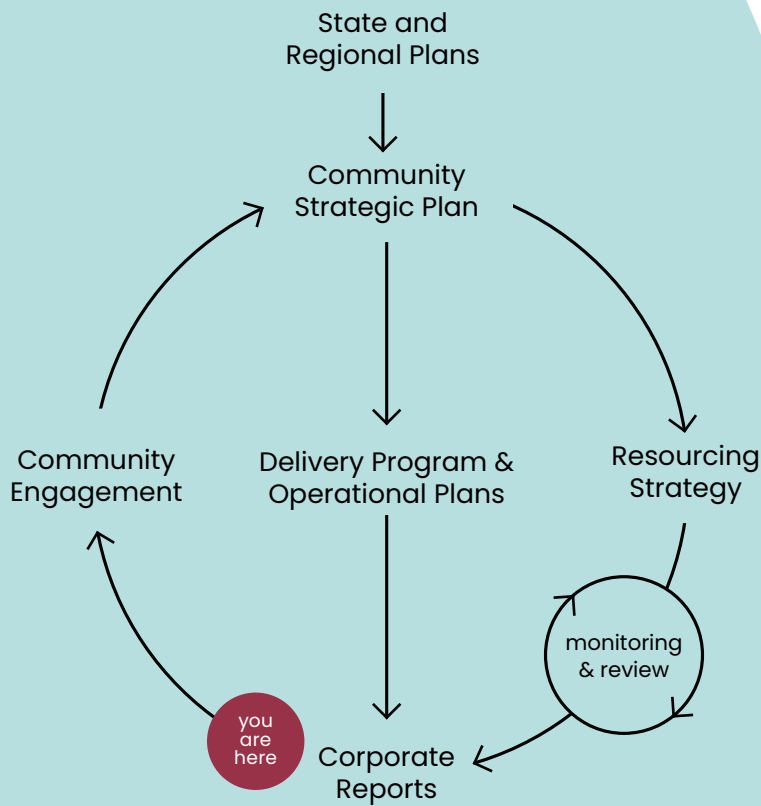 State and
Regional Plans
Community
Strategic Plan
Community
Engagement
Delivery Program &
Operational Plans
Resourcing
Strategy
monitoring
& review
you
are
here
Corporate
Reports